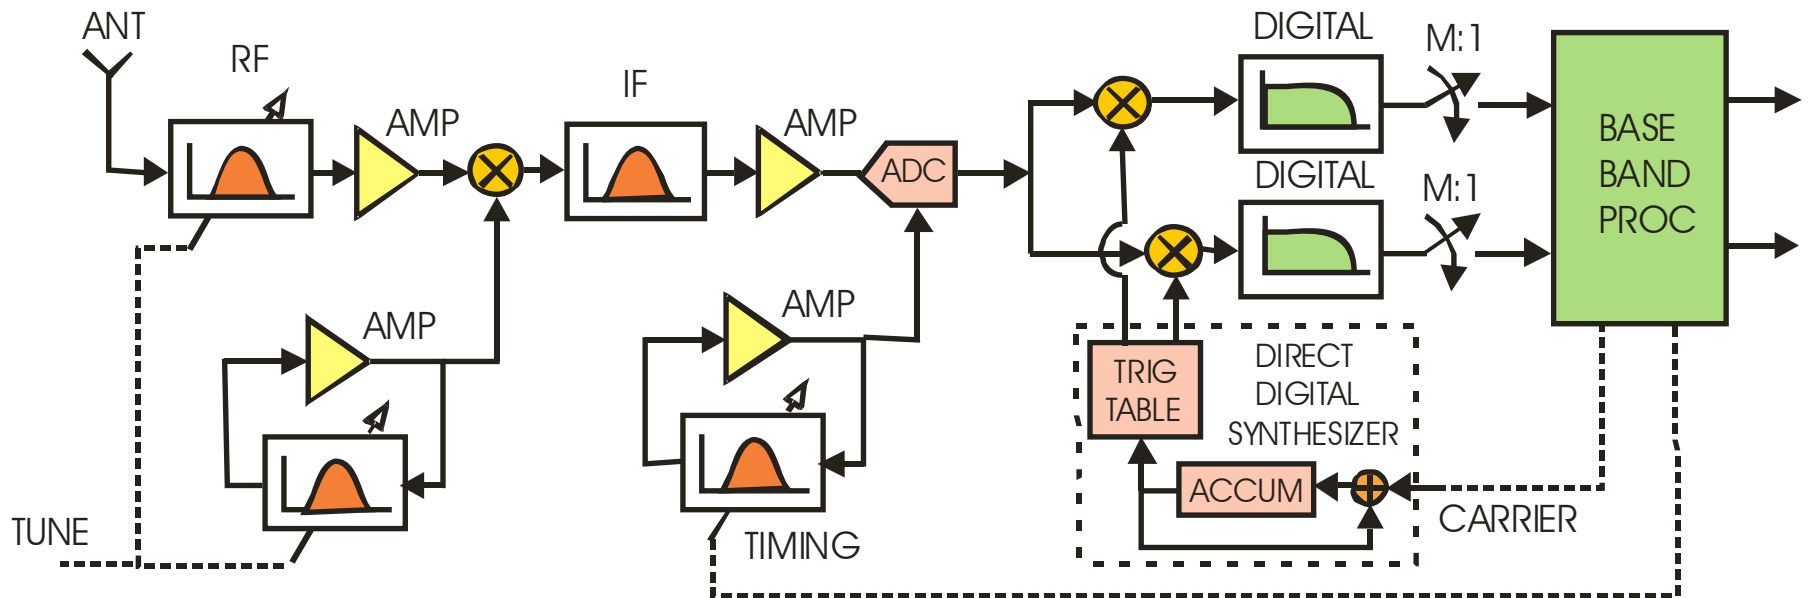 ANT
RF
AMP
IF
AMP
ADC
DIGITAL
M:1
DIGITAL
M:1
BASE
BAND
PROC
AMP
AMP
TRIG
TABLE
DIRECT
DIGITAL
SYNTHESIZER
ACCUM
CARRIER
TUNE
TIMING